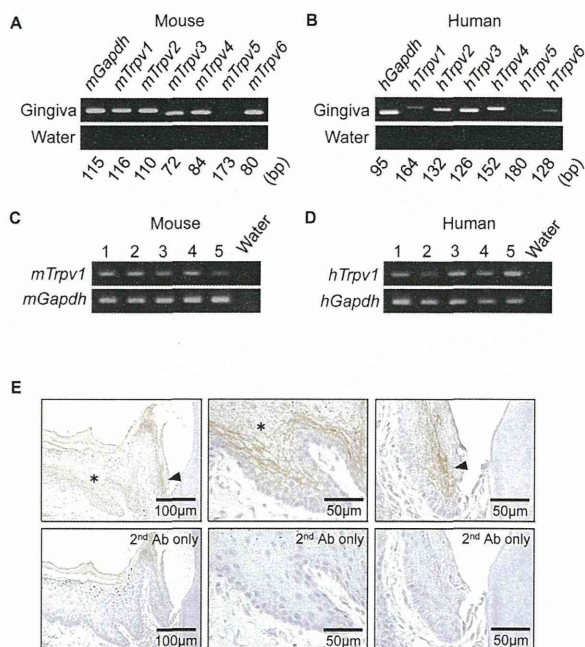 A
Mouse
mGapdh mTrpv1 mTrpv2 mTrpv3 mTrpv4 mTrpv5 mTrpv6
Gingiva
Water
115 116 110 72 84 173 80 (bp)
B
Human
hGapdh hTrpv1 hTrpv2 hTrpv3 hTrpv4 hTrpv5 hTrpv6
Gingiva
Water
95 164 132 126 152 180 128 (bp)
C
Mouse
1 2 3 4 5 Water
mTrpv1
mGapdh
D
Human
1 2 3 4 5 Water
hTrpv1
hGapdh
E
*
100μm
*
50μm
50μm
2nd Ab only
100μm
2nd Ab only
50μm
2nd Ab only
50μm